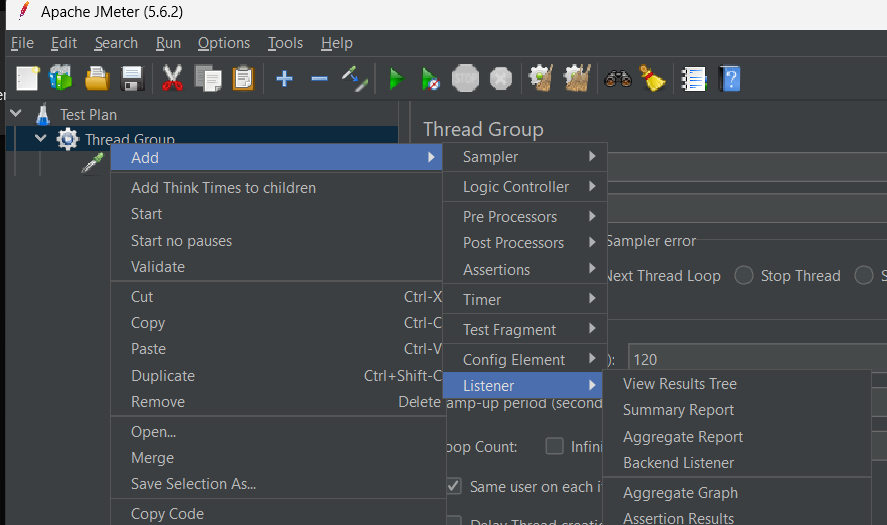 Apache JMeter (5.6.2)
File Edit Search Run Options Tools Help
Test Plan
Thread Group
Thread Group
Add
Add Think Times to children
Start
Start no pauses
Validate
Cut Ctrl-X
Copy Ctrl-C
Paste Ctrl-V
Duplicate Ctrl+Shift-C
Remove Delete
Open...
Merge
Save Selection As...
Copy Code
Sampler
Logic Controller
Pre Processors
Post Processors
Assertions
Timer
Test Fragment
Config Element
Listener
View Results Tree
Summary Report
Aggregate Report
Backend Listener
Aggregate Graph
Assertion Results
Sampler error
Next Thread Loop Stop Thread S
): 120
amp-up period (second
oop Count: Infini
Same user on each i
Delay Thread creati